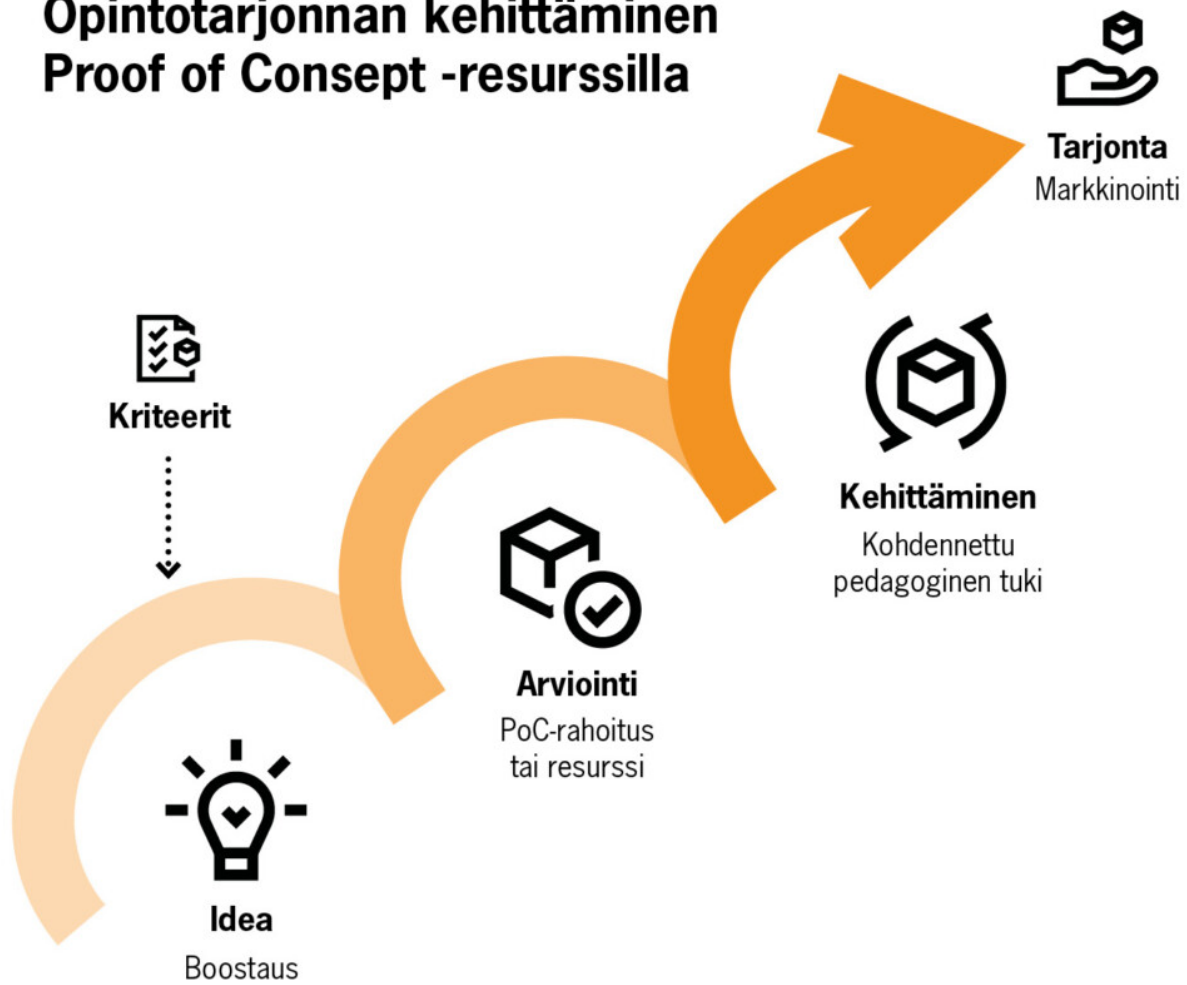 Opintotarjonnan kehittäminen
Proof of Consept -resurssilla
Tarjonta
Markkinointi
Kriteerit
Kehittäminen
Kohdennettu
pedagoginen tuki
Arviointi
PoC-rahoitus
tai resurssi
Idea
Boostaus